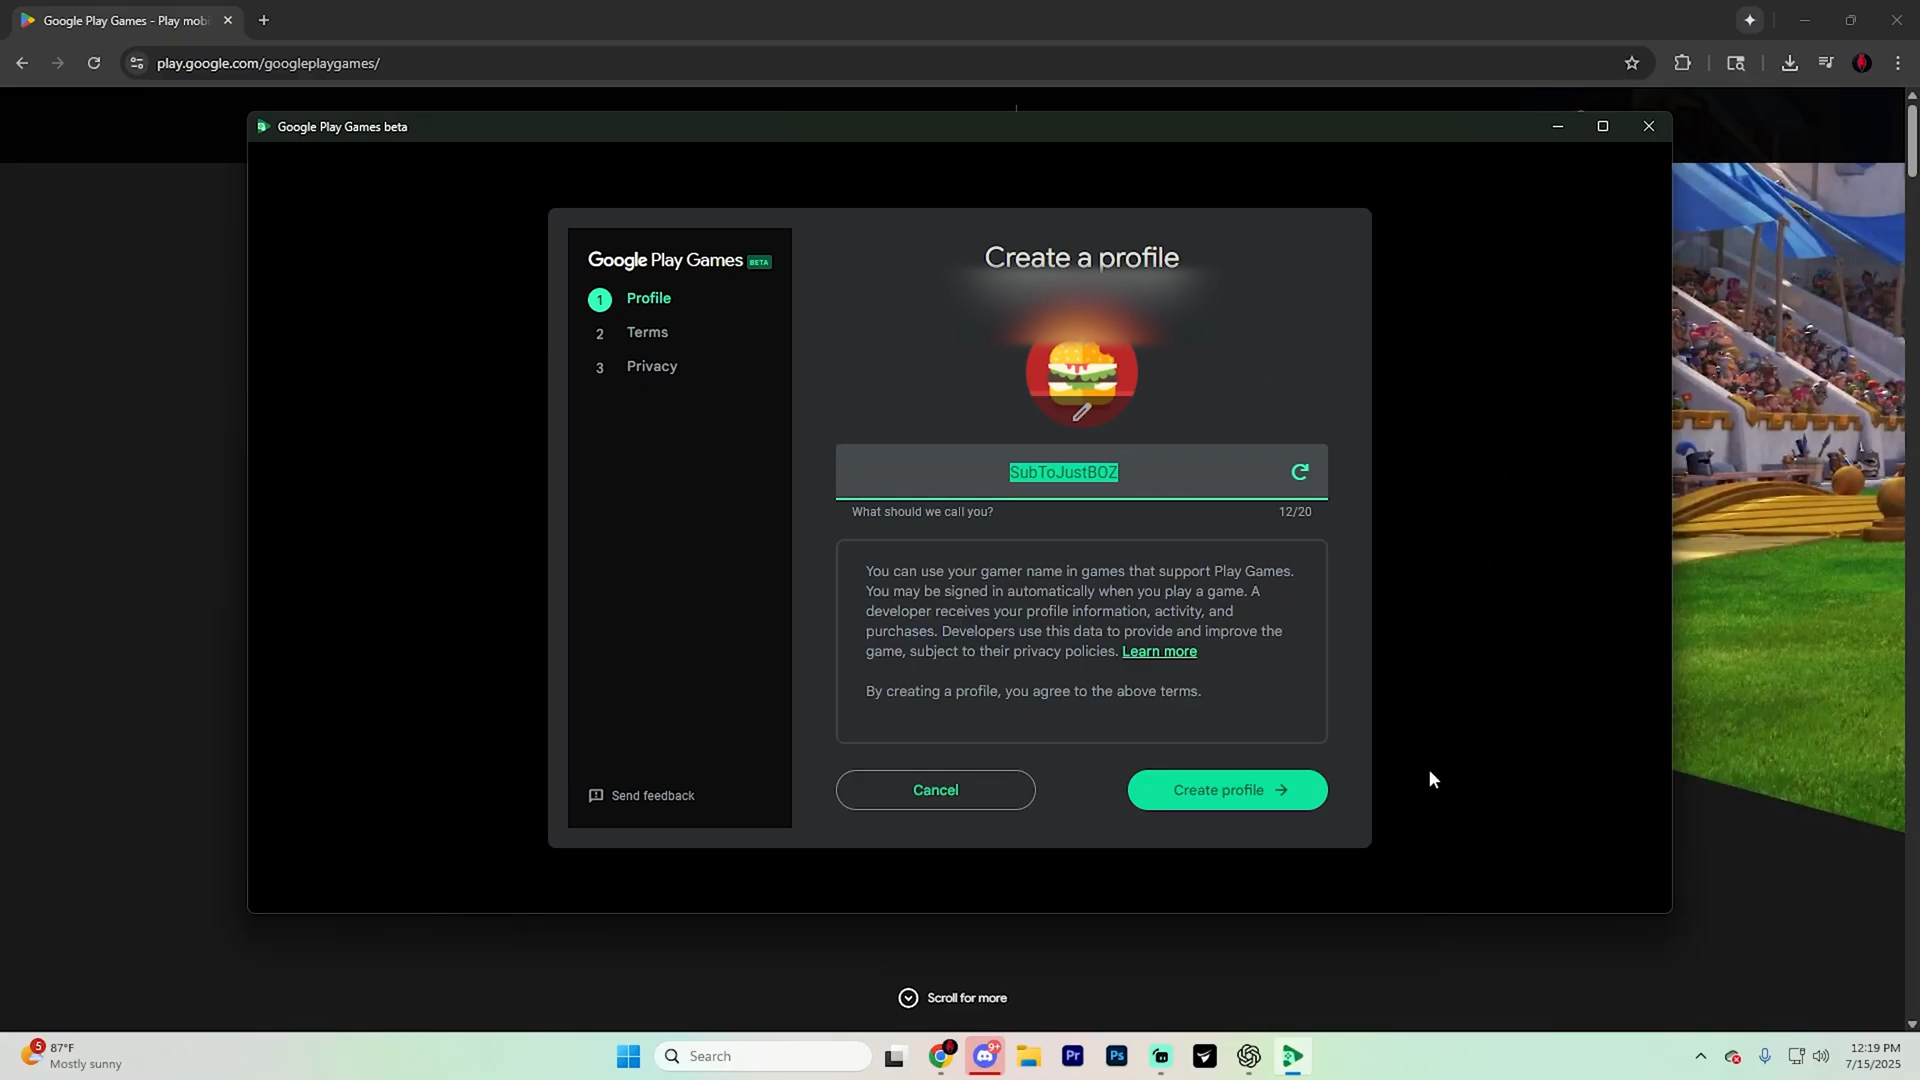 Google Play Games - Play mobi
play.google.com/googleplaygames/
Google Play Games beta
Google Play Games BETA
1 Profile
2 Terms
3 Privacy
Send feedback
Create a profile
SubToJustBOZ
What should we call you?
12/20
You can use your gamer name in games that support Play Games.
You may be signed in automatically when you play a game. A
developer receives your profile information, activity, and
purchases. Developers use this data to provide and improve the
game, subject to their privacy policies. Learn more
By creating a profile, you agree to the above terms.
Cancel
Create profile
Scroll for more
5
87°F
Mostly sunny
Search
9+
Pr
Ps
12:19 PM
7/15/2025